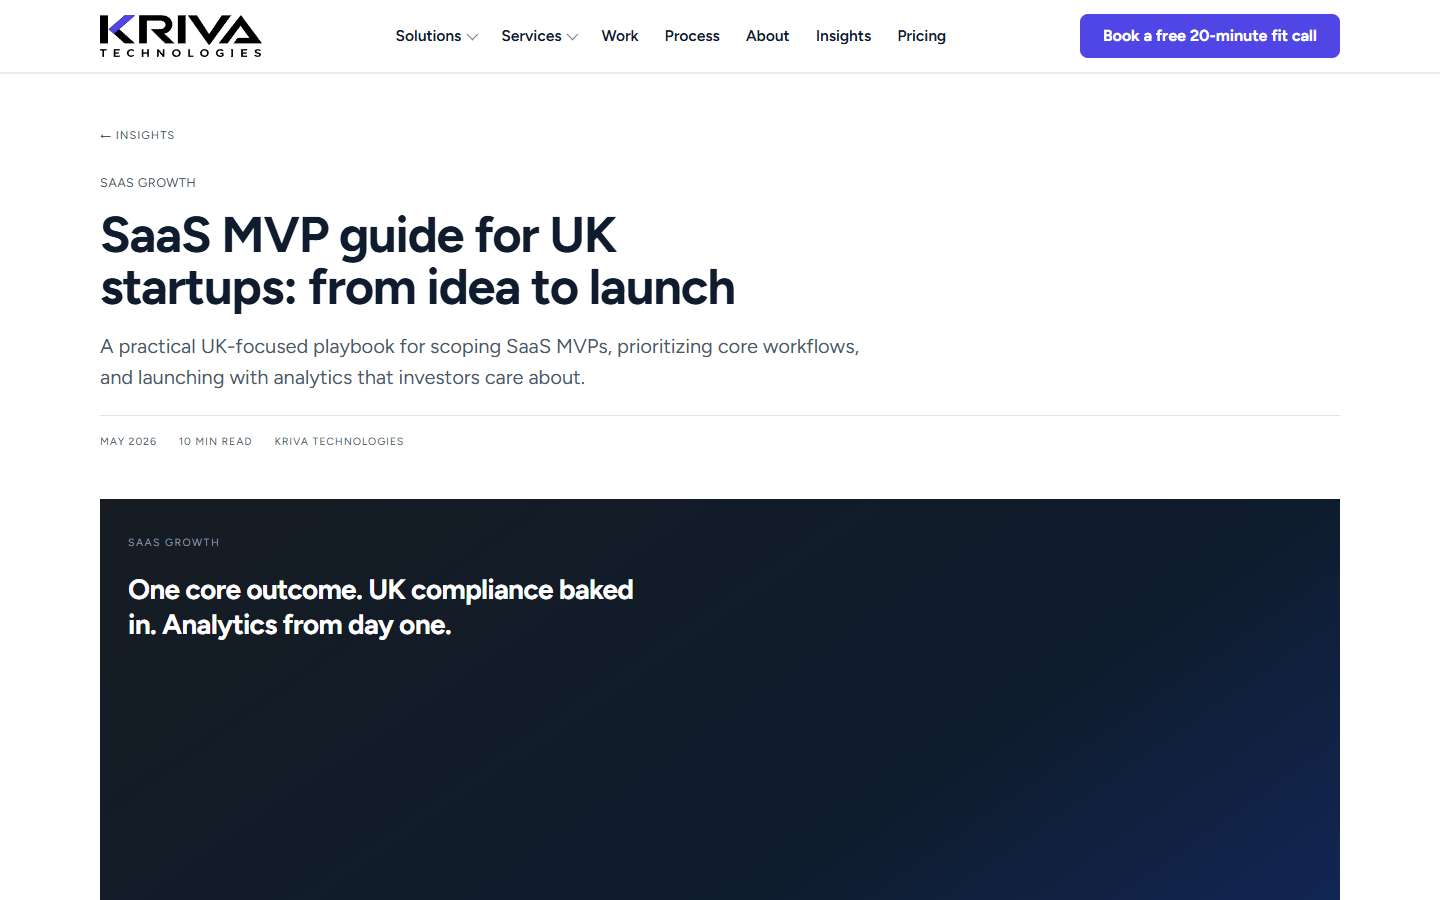 KRIVA
TECHNOLOGIES
Solutions Services Work Process About Insights Pricing
Book a free 20-minute fit call
← INSIGHTS
SAAS GROWTH
SaaS MVP guide for UK
startups: from idea to launch
A practical UK-focused playbook for scoping SaaS MVPs, prioritizing core workflows,
and launching with analytics that investors care about.
MAY 2026 10 MIN READ KRIVA TECHNOLOGIES
SAAS GROWTH
One core outcome. UK compliance baked
in. Analytics from day one.